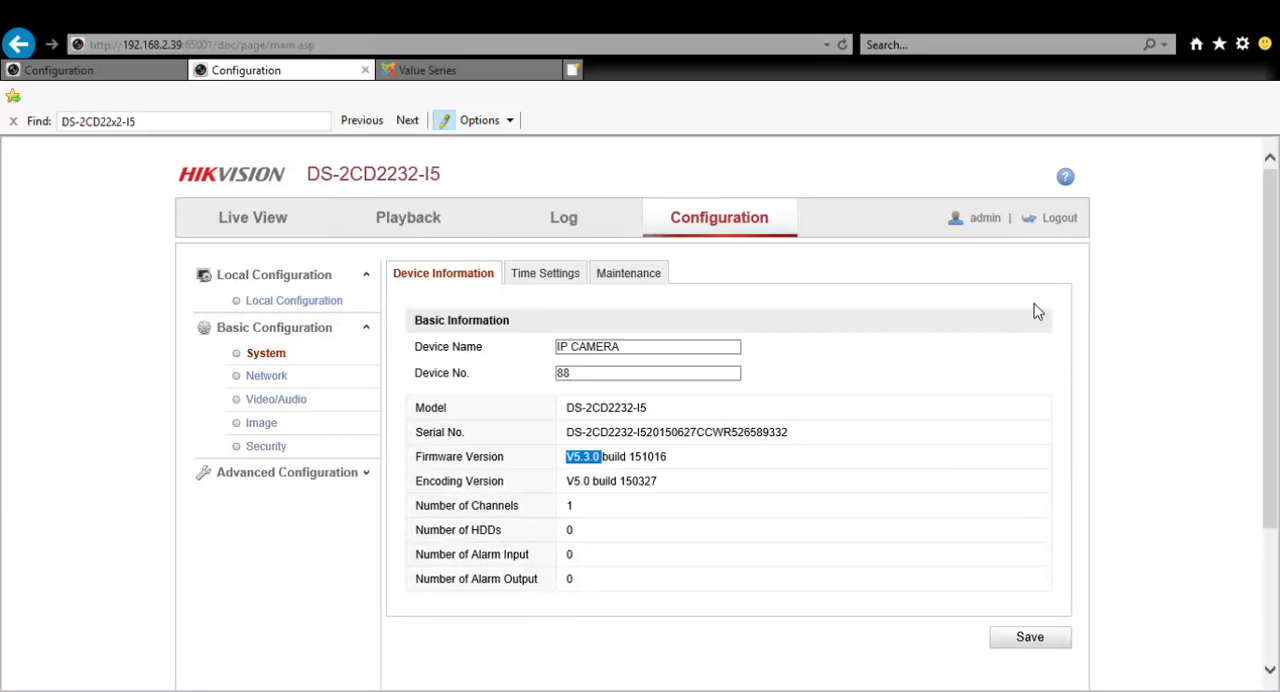 http://192.168.2.39:65001/doc/page/main.asp
Search...
Configuration
Configuration
Value Series
Find: DS-2CD22x2-I5 Previous Next Options
HIKVISION DS-2CD2232-I5
Live View Playback Log Configuration admin | Logout
Local Configuration
Local Configuration
Basic Configuration
System
Network
Video/Audio
Image
Security
Advanced Configuration
Device Information Time Settings Maintenance
Basic Information
Device Name IP CAMERA
Device No. 88
Model DS-2CD2232-I5
Serial No. DS-2CD2232-I520150627CCWR526589332
Firmware Version V5.3.0 build 151016
Encoding Version V5.0 build 150327
Number of Channels 1
Number of HDDs 0
Number of Alarm Input 0
Number of Alarm Output 0
Save